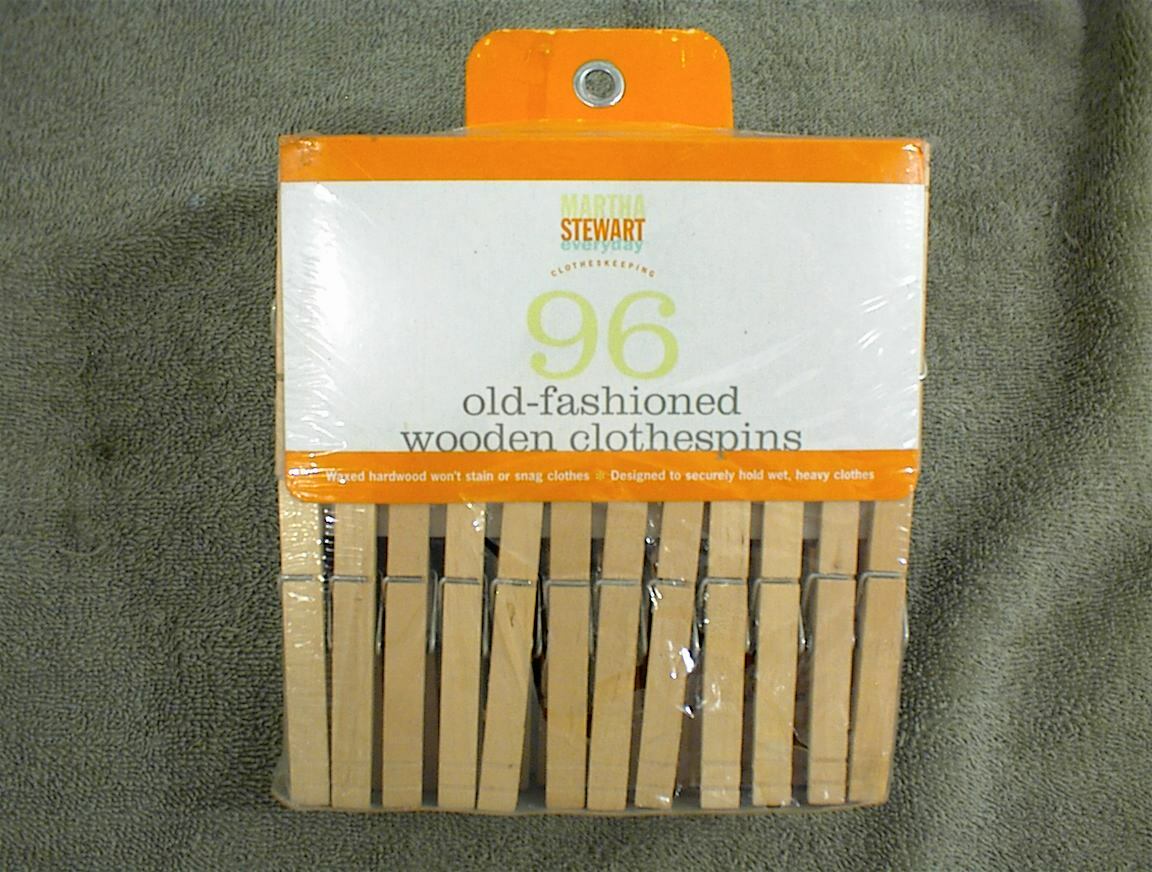 MARTHA
STEWART
everyday
CLOTHESKEEPING
96
old-fashioned
wooden clothespins
Waxed hardwood won't stain or snag clothes * Designed to securely hold wet, heavy clothes